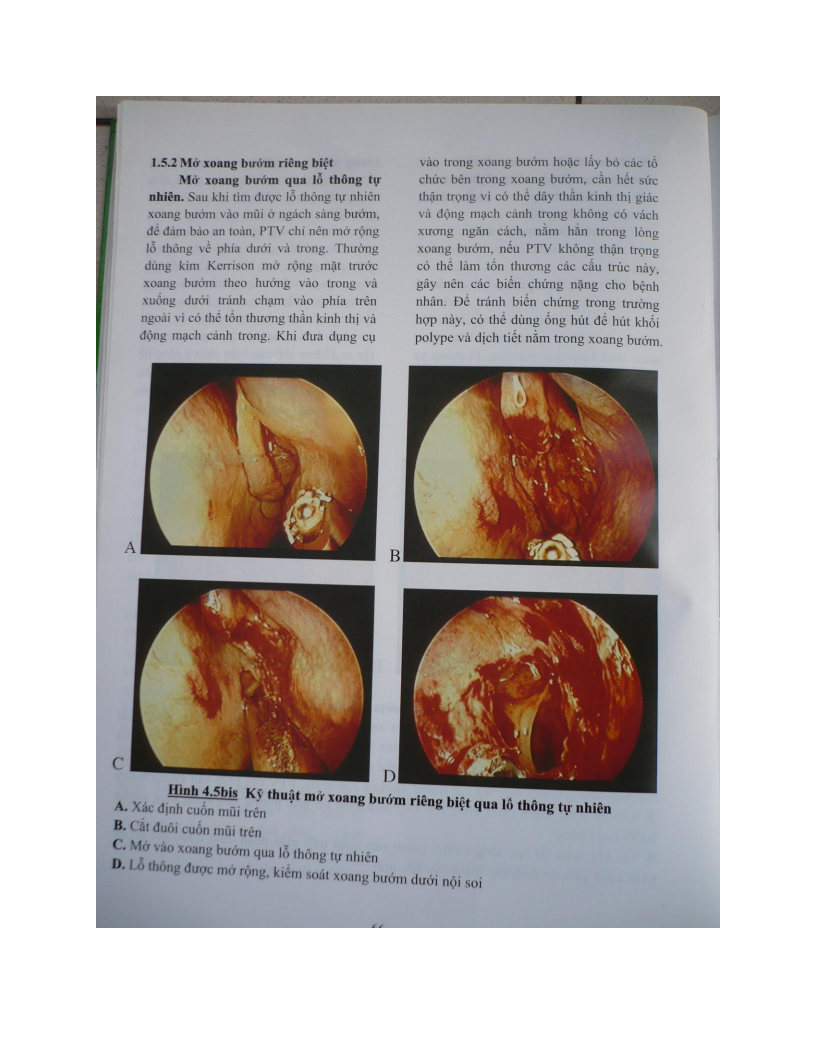 1.5.2 Mở xoang bướm riêng biệt
Mở xoang bướm qua lỗ thông tự
nhiên. Sau khi tìm được lỗ thông tự nhiên
xoang bướm vào mũi ở ngách sàng bướm,
để đảm bảo an toàn, PTV chỉ nên mở rộng
lỗ thông về phía dưới và trong. Thường
dùng kìm Kerrison mở rộng mặt trước
xoang bướm theo hướng vào trong và
xuống dưới tránh chạm vào phía trên
ngoài vì có thể tổn thương thần kinh thị và
động mạch cảnh trong. Khi đưa dụng cụ
vào trong xoang bướm hoặc lấy bỏ các tổ
chức bên trong xoang bướm, cần hết sức
thận trọng vì có thể dây thần kinh thị giác
và động mạch cảnh trong không có vách
xương ngăn cách, nằm hẳn trong lòng
xoang bướm, nếu PTV không thận trọng
có thể làm tổn thương các cấu trúc này,
gây nên các biến chứng nặng cho bệnh
nhân. Để tránh biến chứng trong trường
hợp này, có thể dùng ống hút để hút khối
polype và dịch tiết nằm trong xoang bướm.
A
B
C
D
Hình 4.5bis Kỹ thuật mở xoang bướm riêng biệt qua lỗ thông tự nhiên
A. Xác định cuốn mũi trên
B. Cắt đuôi cuốn mũi trên
C. Mở vào xoang bướm qua lỗ thông tự nhiên
D. Lỗ thông được mở rộng, kiểm soát xoang bướm dưới nội soi